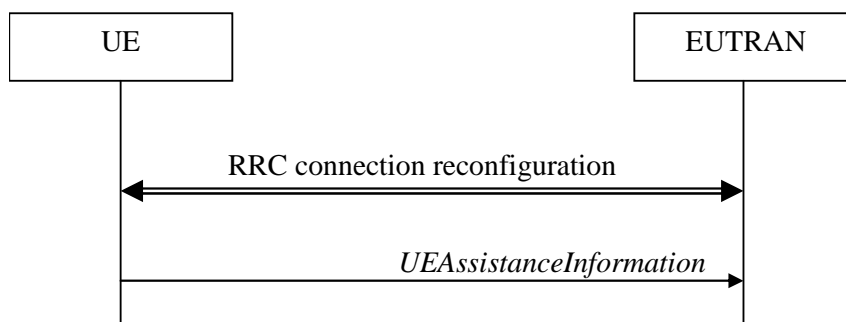 UE
EUTRAN
RRC connection reconfiguration
UEAssistanceInformation